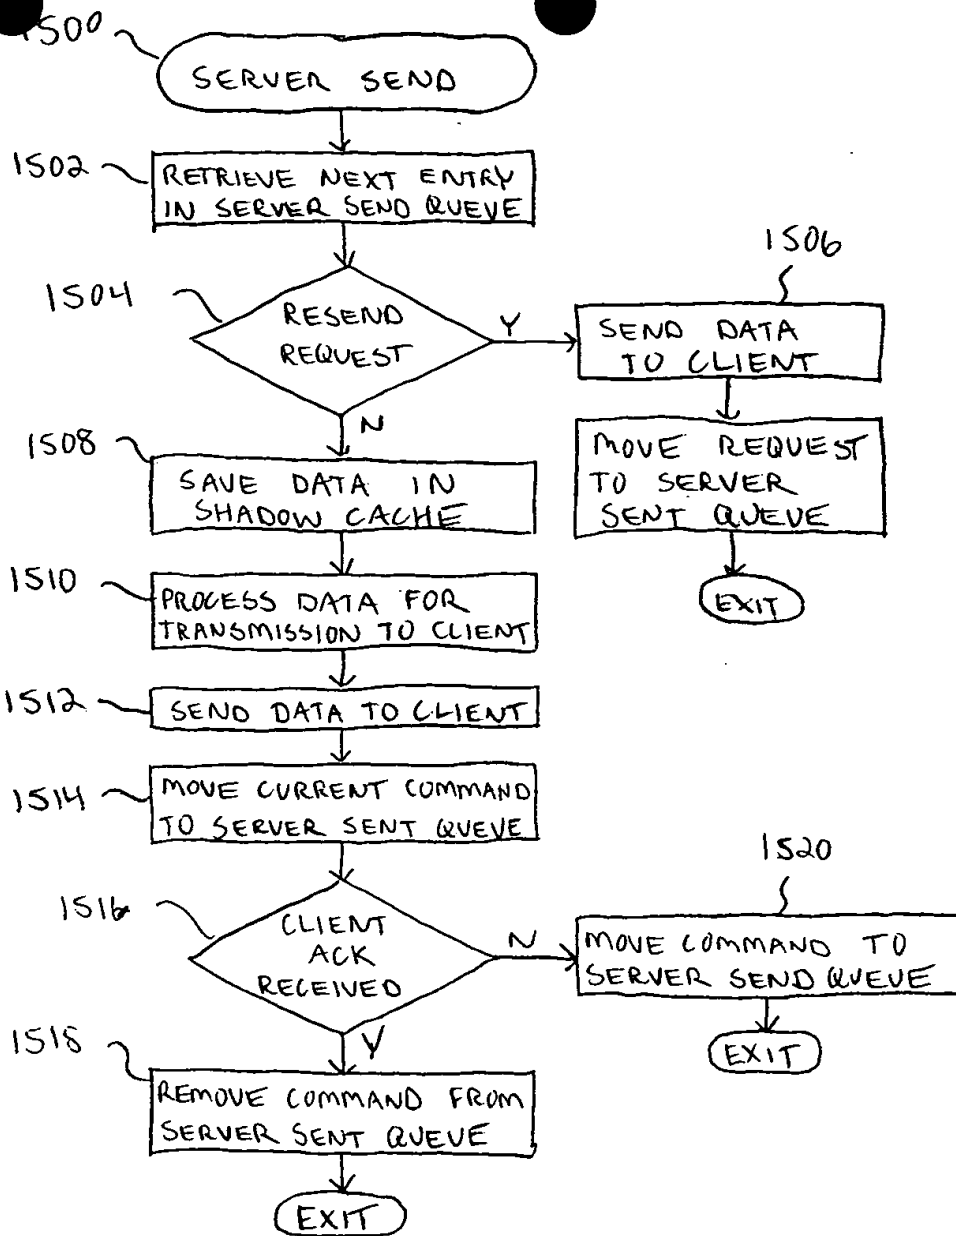 1500
SERVER SEND
1502
RETRIEVE NEXT ENTRY
IN SERVER SEND QUEUE
1504
RESEND
REQUEST
Y
N
1506
SEND DATA
TO CLIENT
MOVE REQUEST
TO SERVER
SENT QUEUE
EXIT
1508
SAVE DATA IN
SHADOW CACHE
1510
PROCESS DATA FOR
TRANSMISSION TO CLIENT
1512
SEND DATA TO CLIENT
1514
MOVE CURRENT COMMAND
TO SERVER SENT QUEUE
1516
CLIENT
ACK
RECEIVED
N
Y
1520
MOVE COMMAND TO
SERVER SEND QUEUE
EXIT
1518
REMOVE COMMAND FROM
SERVER SENT QUEUE
EXIT